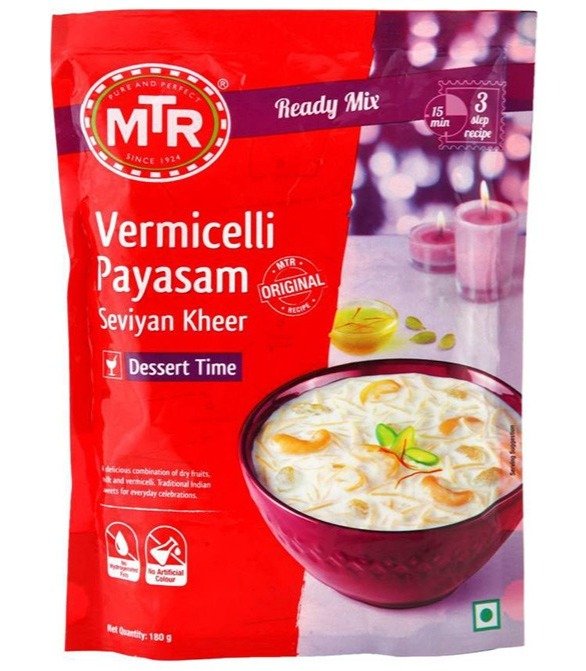 PURE AND PERFECT
MTR
®
SINCE 1924
Ready Mix
15
min
3
step
recipe
Vermicelli
Payasam
Seviyan Kheer
MTR
ORIGINAL
RECIPE
Dessert Time
delicious combination of dry fruits,
and vermicelli. Traditional Indian
for everyday celebrations.
No
Hydrogenated
Fats
No Artificial
Colour
Net Quantity: 180 g
Serving Suggestion